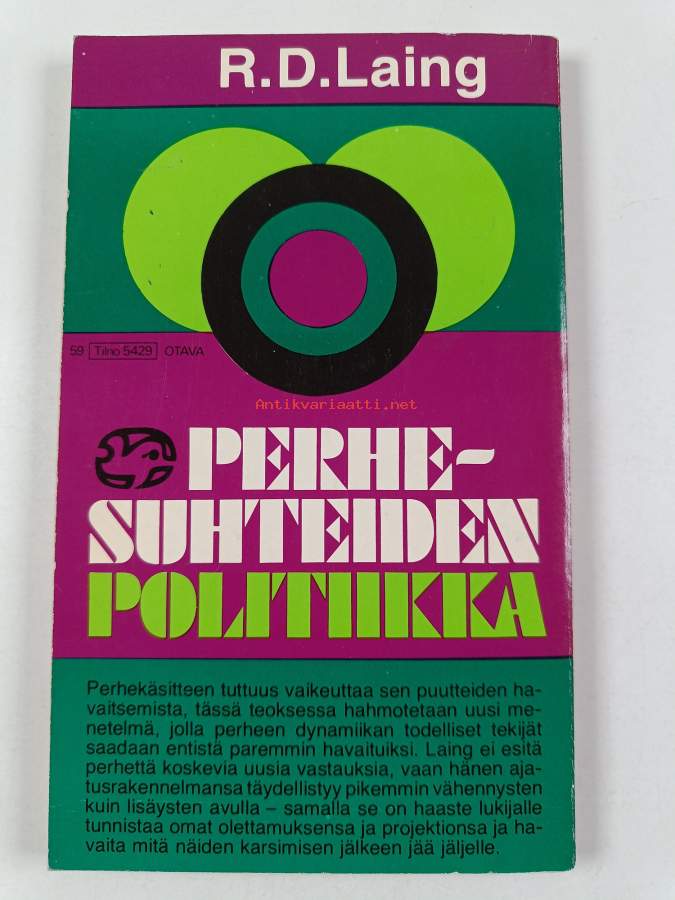 R.D.Laing
59 Tilno 5429 OTAVA
Antikvariaatti.net
PERHE-
SUHTEIDEN
POLITIIKKA
Perhekäsitteen tuttuus vaikeuttaa sen puutteiden ha-
vaitsemista, tässä teoksessa hahmotetaan uusi me-
netelmä, jolla perheen dynamiikan todelliset tekijät
saadaan entistä paremmin havaituiksi. Laing ei esitä
perhettä koskevia uusia vastauksia, vaan hänen aja-
tusrakennelmansa täydellistyy pikemmin vähennysten
kuin lisäysten avulla – samalla se on haaste lukijalle
tunnistaa omat olettamuksensa ja projektionsa ja ha-
vaita mitä näiden karsimisen jälkeen jää jäljelle.